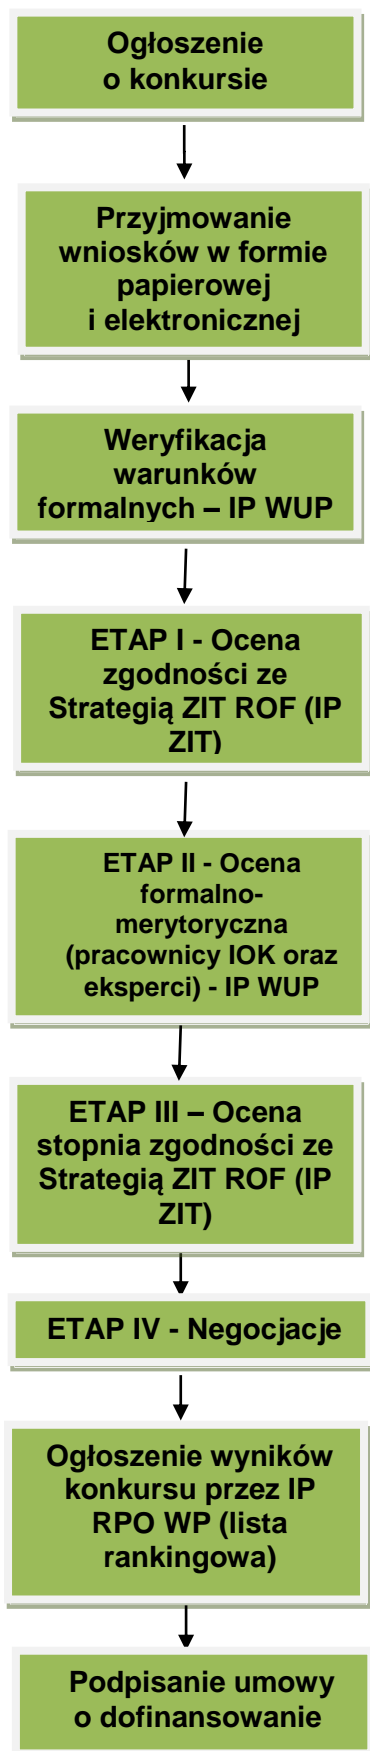 Ogłoszenie
o konkursie
Przyjmowanie
wniosków w formie
papierowej
i elektronicznej
Weryfikacja
warunków
formalnych – IP WUP
ETAP I - Ocena
zgodności ze
Strategią ZIT ROF (IP
ZIT)
ETAP II - Ocena
formalno-
merytoryczna
(pracownicy IOK oraz
eksperci) - IP WUP
ETAP III – Ocena
stopnia zgodności ze
Strategią ZIT ROF (IP
ZIT)
ETAP IV - Negocjacje
Ogłoszenie wyników
konkursu przez IP
RPO WP (lista
rankingowa)
Podpisanie umowy
o dofinansowanie